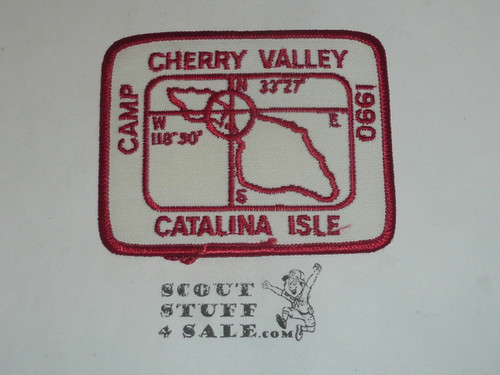 CHERRY VALLEY
CAMP
1990
N
33°27'
W
E
118°30'
S
CATALINA ISLE
SCOUT
STUFF
4 SALE.COM